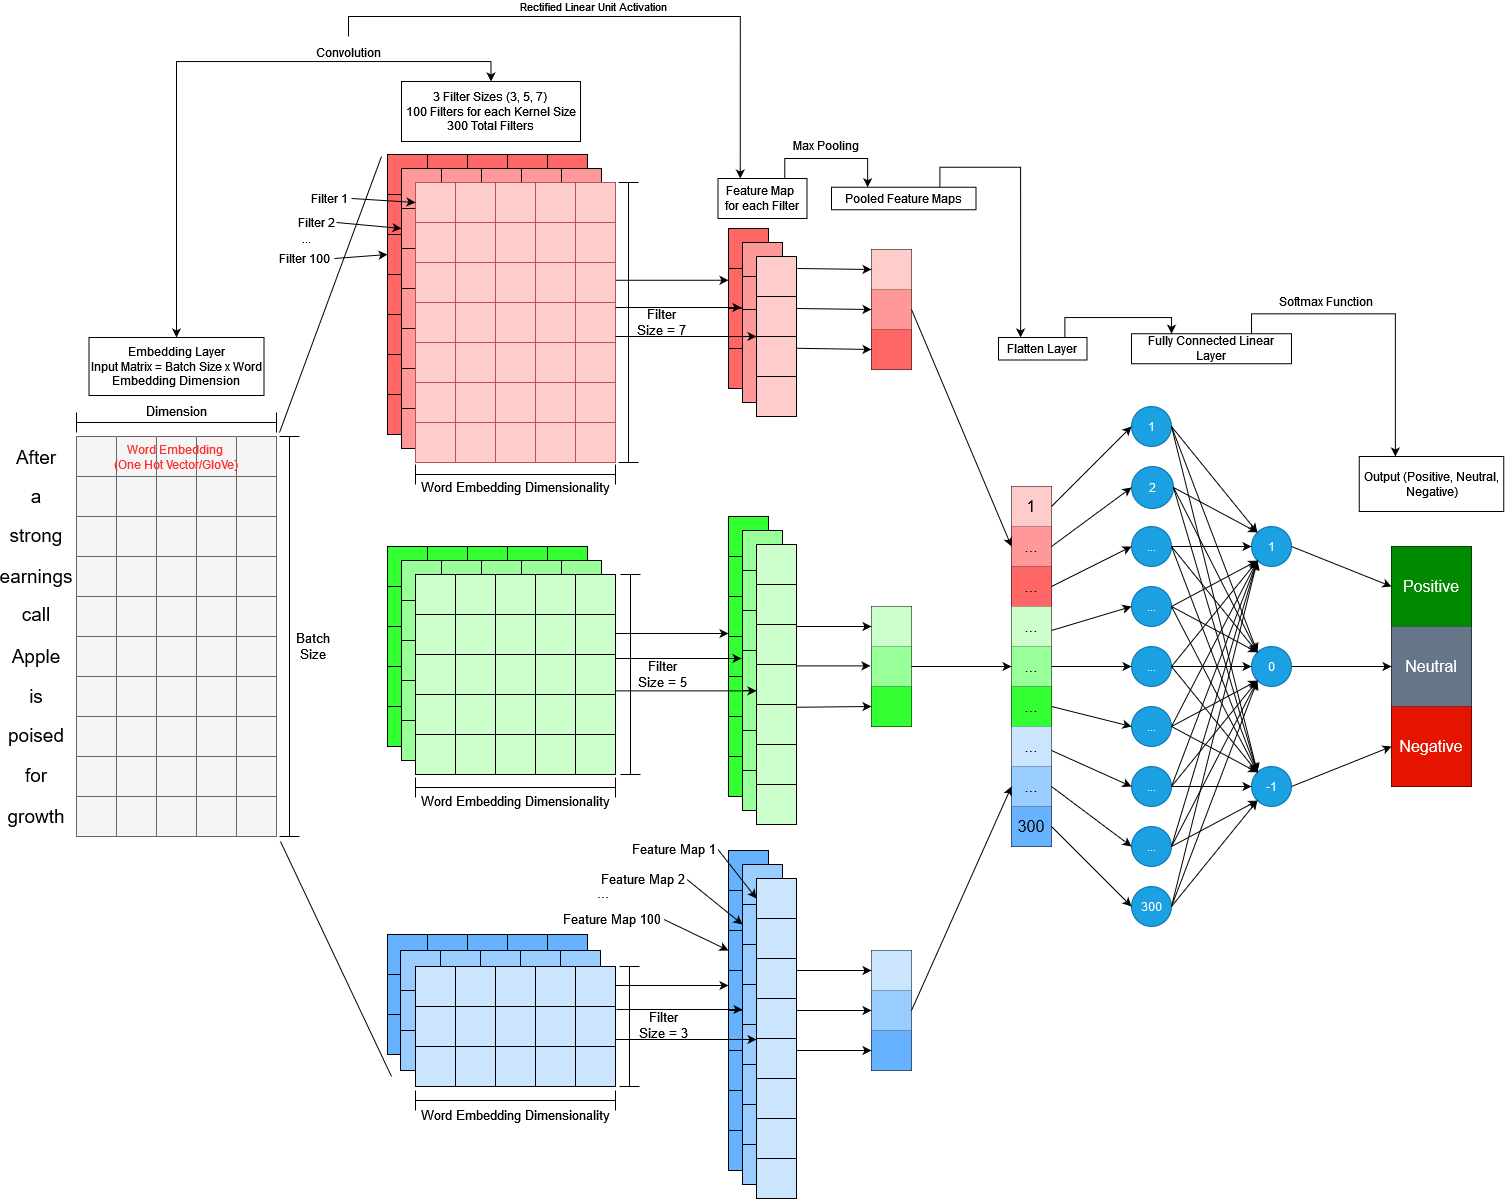 Rectified Linear Unit Activation
Convolution
3 Filter Sizes (3, 5, 7)
100 Filters for each Kernel Size
300 Total Filters
Max Pooling
Feature Map
for each Filter
Pooled Feature Maps
Filter 1
Filter 2
...
Filter 100
Filter
Size = 7
Word Embedding Dimensionality
Softmax Function
Flatten Layer
Fully Connected Linear
Layer
Output (Positive, Neutral,
Negative)
Embedding Layer
Input Matrix = Batch Size x Word
Embedding Dimension
Dimension
Word Embedding
(One Hot Vector/GloVe)
After
a
strong
earnings
call
Apple
is
poised
for
growth
Batch
Size
Filter
Size = 5
Word Embedding Dimensionality
Feature Map 1
Feature Map 2
...
Feature Map 100
Filter
Size = 3
Word Embedding Dimensionality
1
...
...
...
...
...
...
...
300
1
2
...
...
...
...
...
...
300
1
0
-1
Positive
Neutral
Negative